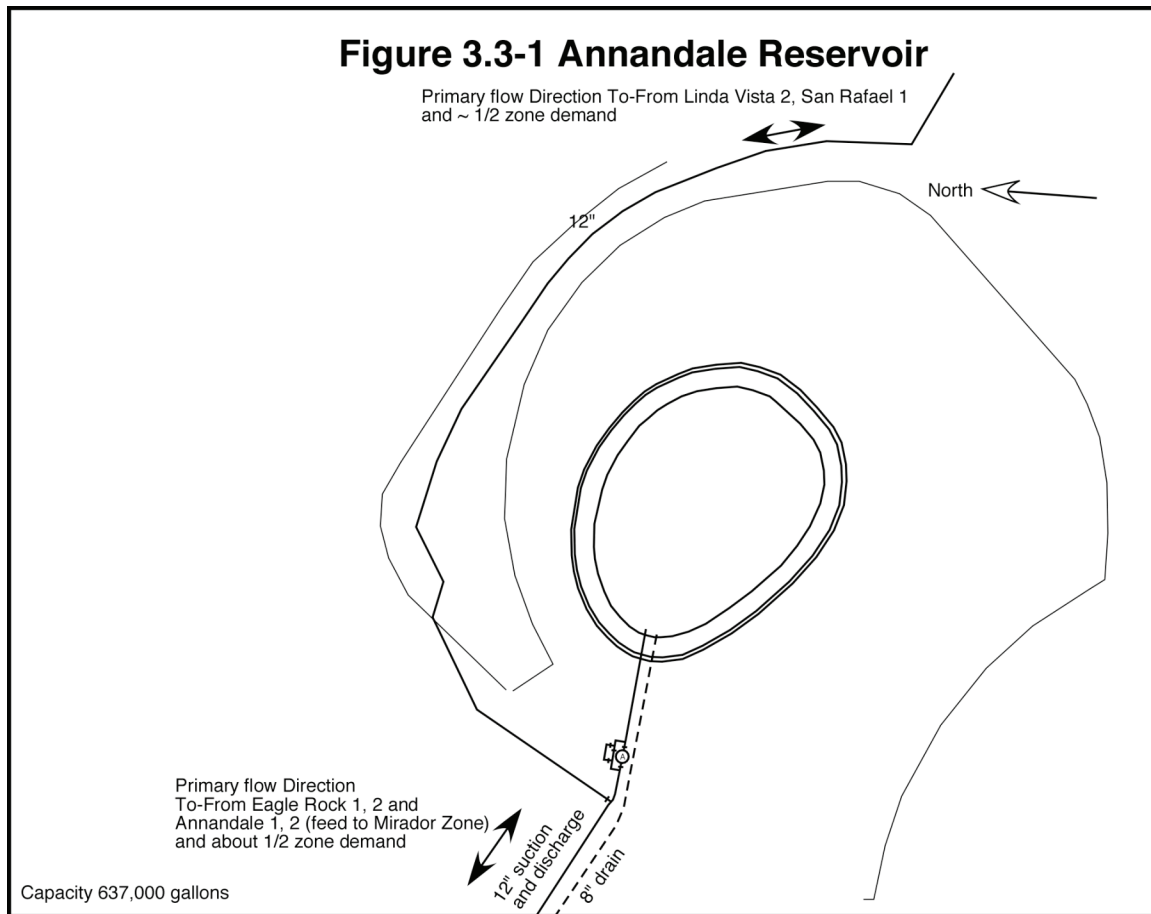 Figure 3.3-1 Annandale Reservoir
Primary flow Direction To-From Linda Vista 2, San Rafael 1
and ~ 1/2 zone demand
North
12"
A
Primary flow Direction
To-From Eagle Rock 1, 2 and
Annandale 1, 2 (feed to Mirador Zone)
and about 1/2 zone demand
12" suction
and discharge
8" drain
Capacity 637,000 gallons